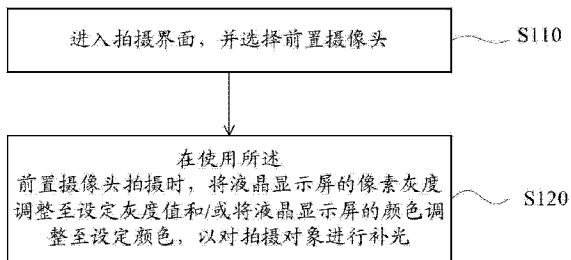 进入拍摄界面，并选择前置摄像头
S110
在使用所述
前置摄像头拍摄时，将液晶显示屏的像素灰度
调整至设定灰度值和/或将液晶显示屏的颜色调
整至设定颜色，以对拍摄对象进行补光
S120